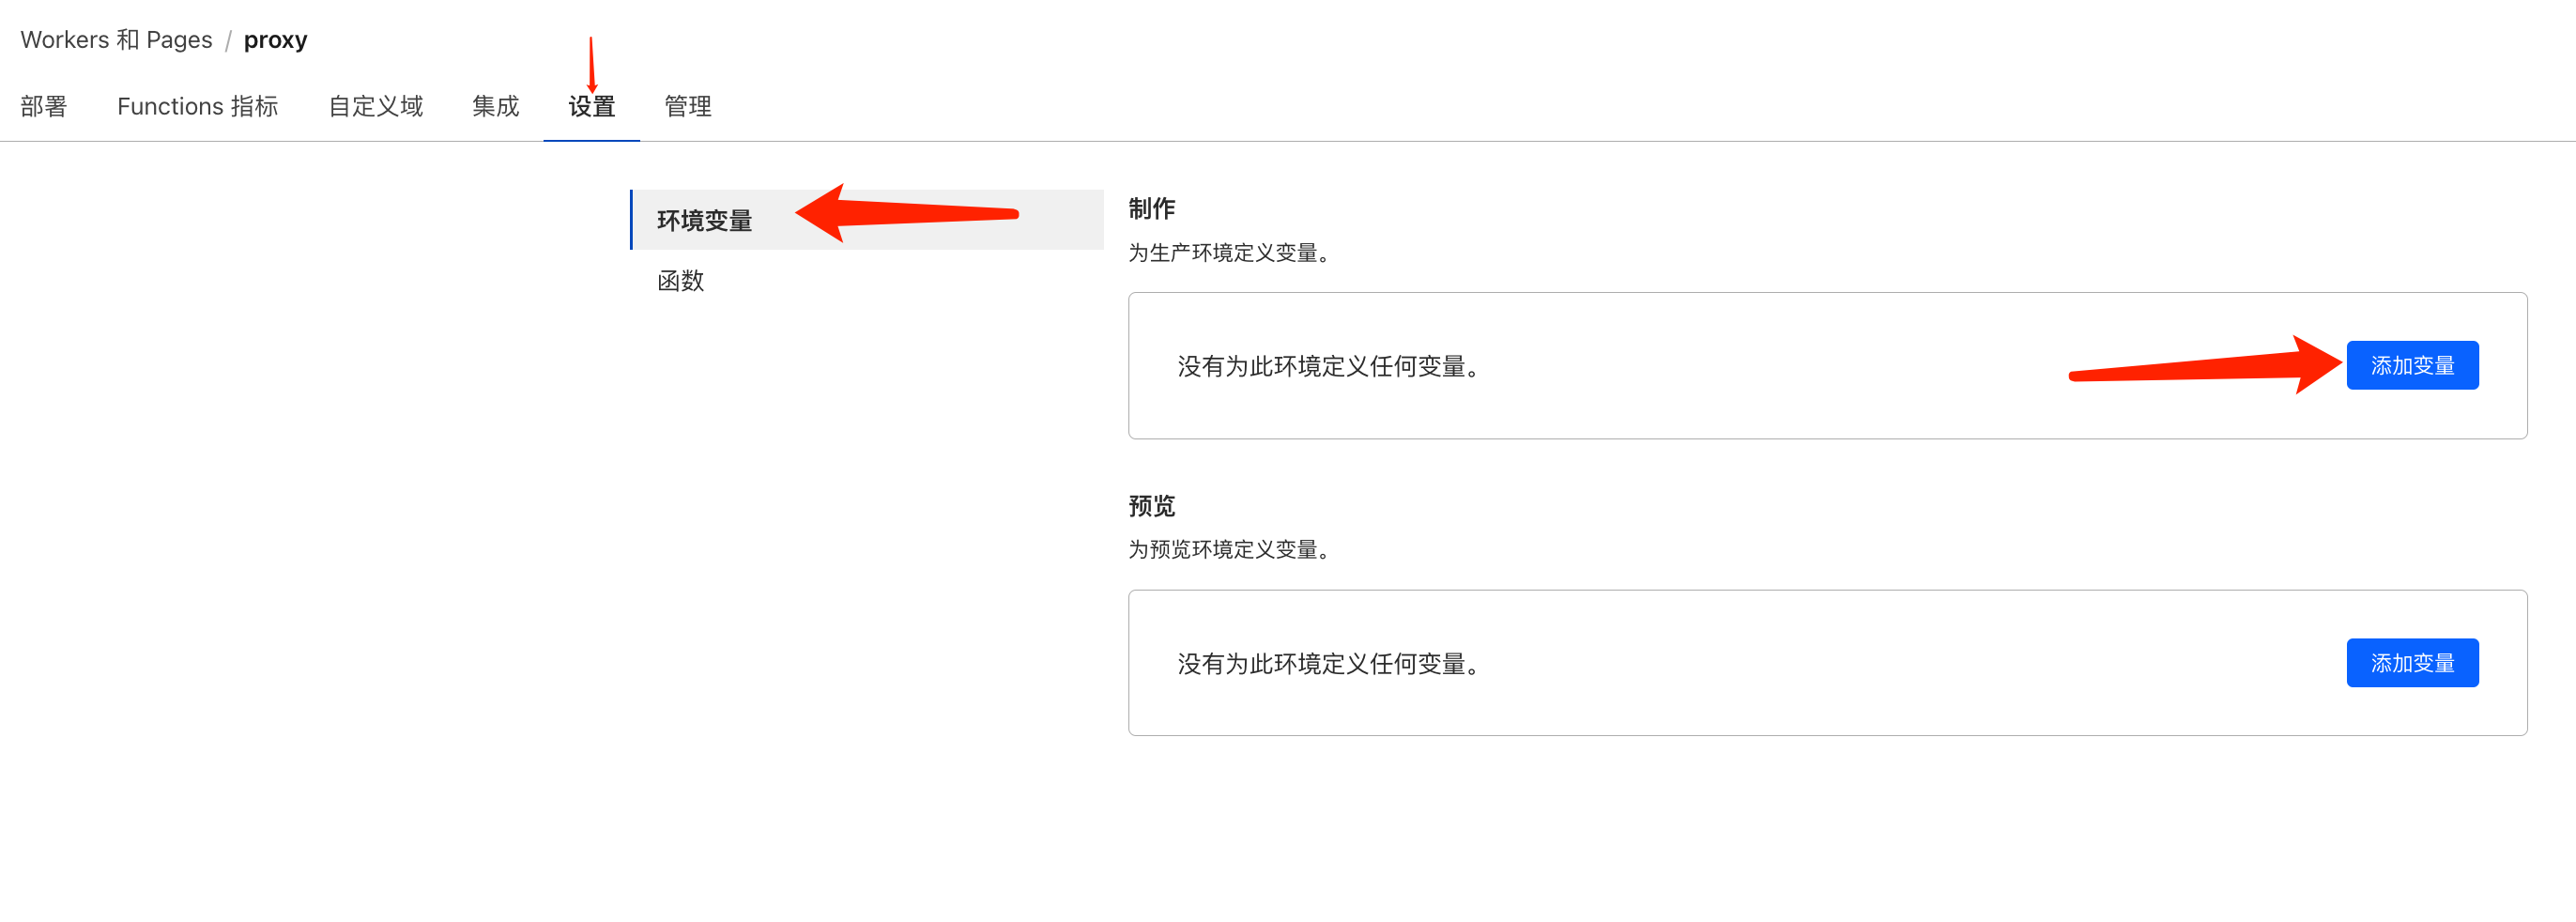 Workers 和 Pages / proxy
部署 Functions 指标 自定义域 集成 设置 管理
环境变量
函数
制作
为生产环境定义变量。
没有为此环境定义任何变量。
添加变量
预览
为预览环境定义变量。
没有为此环境定义任何变量。
添加变量